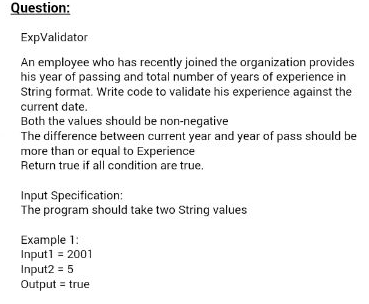 Question:
ExpValidator
An employee who has recently joined the organization provides
his year of passing and total number of years of experience in
String format. Write code to validate his experience against the
current date.
Both the values should be non-negative
The difference between current year and year of pass should be
more than or equal to Experience
Return true if all condition are true.
Input Specification:
The program should take two String values
Example 1:
Input1 = 2001
Input2 = 5
Output = true